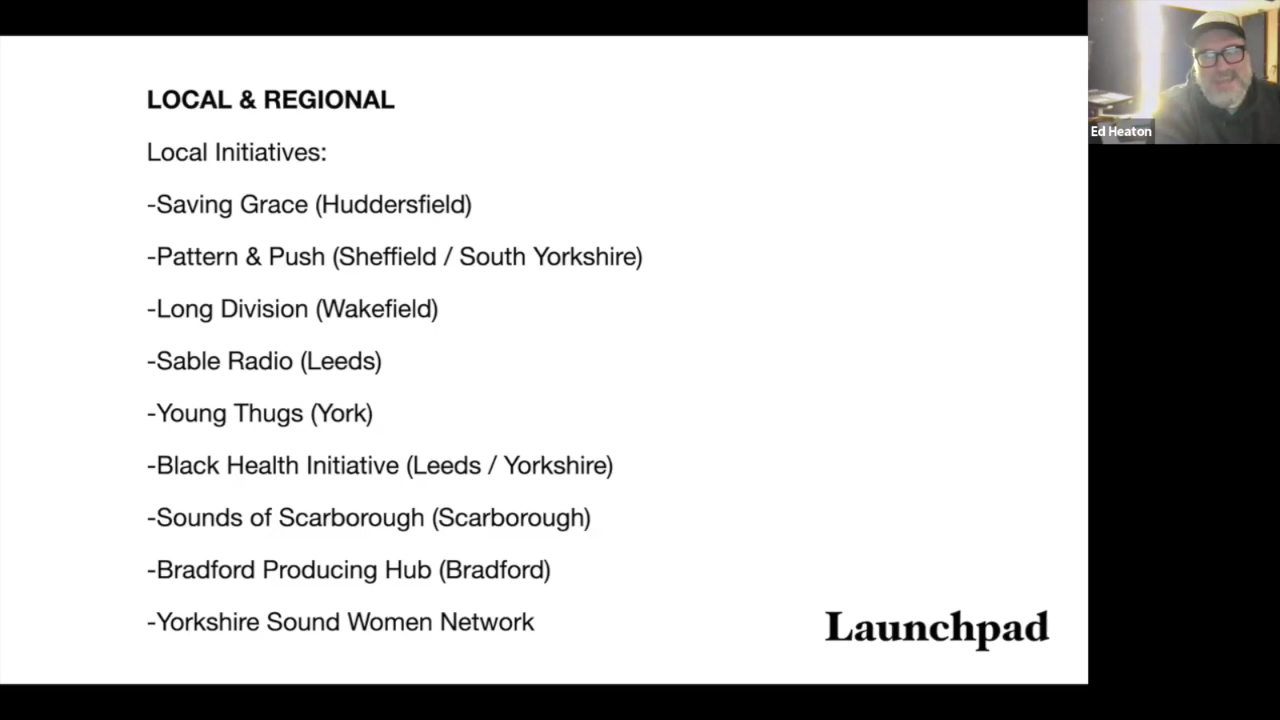 LOCAL & REGIONAL
Local Initiatives:
-Saving Grace (Huddersfield)
-Pattern & Push (Sheffield / South Yorkshire)
-Long Division (Wakefield)
-Sable Radio (Leeds)
-Young Thugs (York)
-Black Health Initiative (Leeds / Yorkshire)
-Sounds of Scarborough (Scarborough)
-Bradford Producing Hub (Bradford)
-Yorkshire Sound Women Network
Launchpad
Ed Heaton